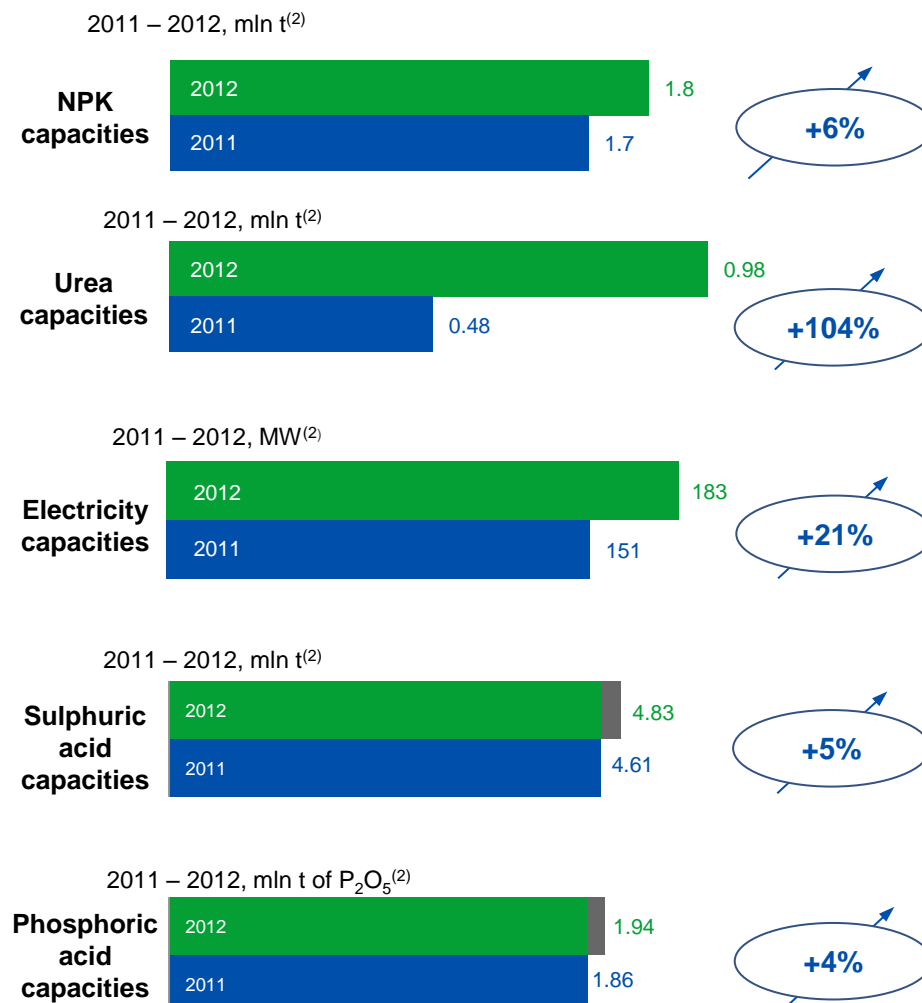 2011 – 2012, mln t(2)
NPK
capacities
2012
1.8
2011
1.7
+6%
2011 – 2012, mln t(2)
Urea
capacities
2012
0.98
2011
0.48
+104%
2011 – 2012, MW(2)
Electricity
capacities
2012
183
2011
151
+21%
2011 – 2012, mln t(2)
Sulphuric
acid
capacities
2012
4.83
2011
4.61
+5%
2011 – 2012, mln t of P2O5(2)
Phosphoric
acid
capacities
2012
1.94
2011
1.86
+4%